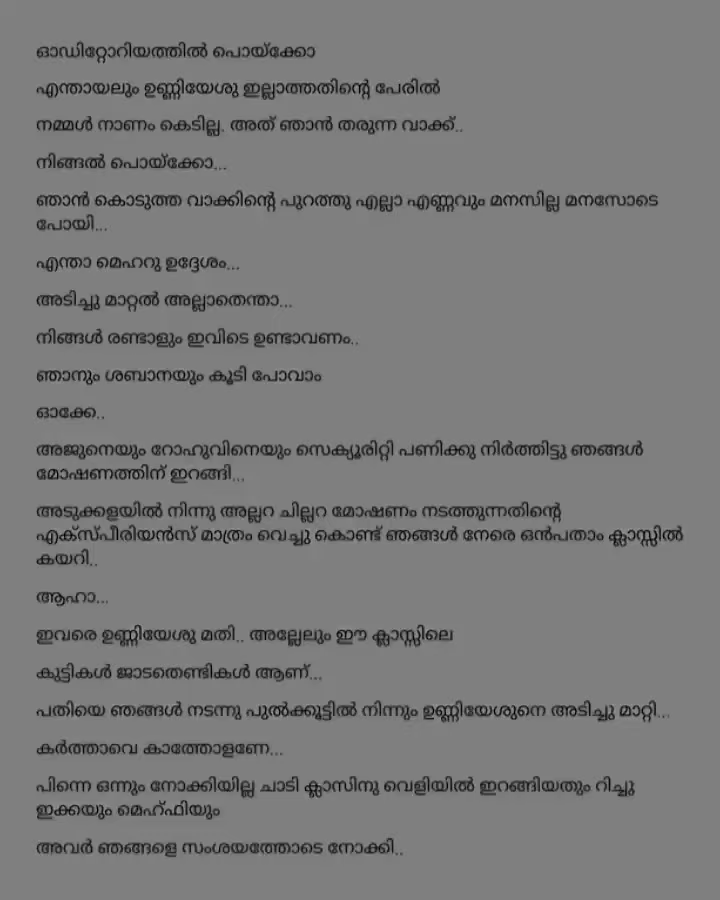 ഓഡിറ്റോറിയത്തിൽ പൊയ്ക്കോ
എന്തായലും ഉണ്ണിയേശു ഇല്ലാത്തതിന്റെ പേരിൽ
നമ്മൾ നാണം കെടില്ല. അത് ഞാൻ തരുന്ന വാക്ക്..
നിങ്ങൽ പൊയ്ക്കോ...
ഞാൻ കൊടുത്ത വാക്കിന്റെ പുറത്തു എല്ലാ എണ്ണവും മനസില്ല മനസോടെ
പോയി...
എന്താ മെഹറു ഉദ്ദേശം...
അടിച്ചു മാറ്റൽ അല്ലാതെന്താ...
നിങ്ങൾ രണ്ടാളും ഇവിടെ ഉണ്ടാവണം..
ഞാനും ശബാനയും കൂടി പോവാം
ഓക്കേ..
അജുനെയും റോഹുവിനെയും സെക്യൂരിറ്റി പണിക്കു നിർത്തിട്ടു ഞങ്ങൾ
മോഷണത്തിന് ഇറങ്ങി...
അടുക്കളയിൽ നിന്നു അല്ലറ ചില്ലറ മോഷണം നടത്തുന്നതിന്റെ
എക്സ്പീരിയൻസ് മാത്രം വെച്ചു കൊണ്ട് ഞങ്ങൾ നേരെ ഒൻപതാം ക്ലാസ്സിൽ
കയറി..
ആഹാ...
ഇവരെ ഉണ്ണിയേശു മതി.. അല്ലേലും ഈ ക്ലാസ്സിലെ
കുട്ടികൾ ജാടതെണ്ടികൾ ആണ്...
പതിയെ ഞങ്ങൾ നടന്നു പുൽക്കൂട്ടിൽ നിന്നും ഉണ്ണിയേശുനെ അടിച്ചു മാറ്റി...
കർത്താവെ കാത്തോളണേ...
പിന്നെ ഒന്നും നോക്കിയില്ല ചാടി ക്ലാസിനു വെളിയിൽ ഇറങ്ങിയതും റിച്ചു
ഇക്കയും മെഹ്ഫിയും
അവർ ഞങ്ങളെ സംശയത്തോടെ നോക്കി..